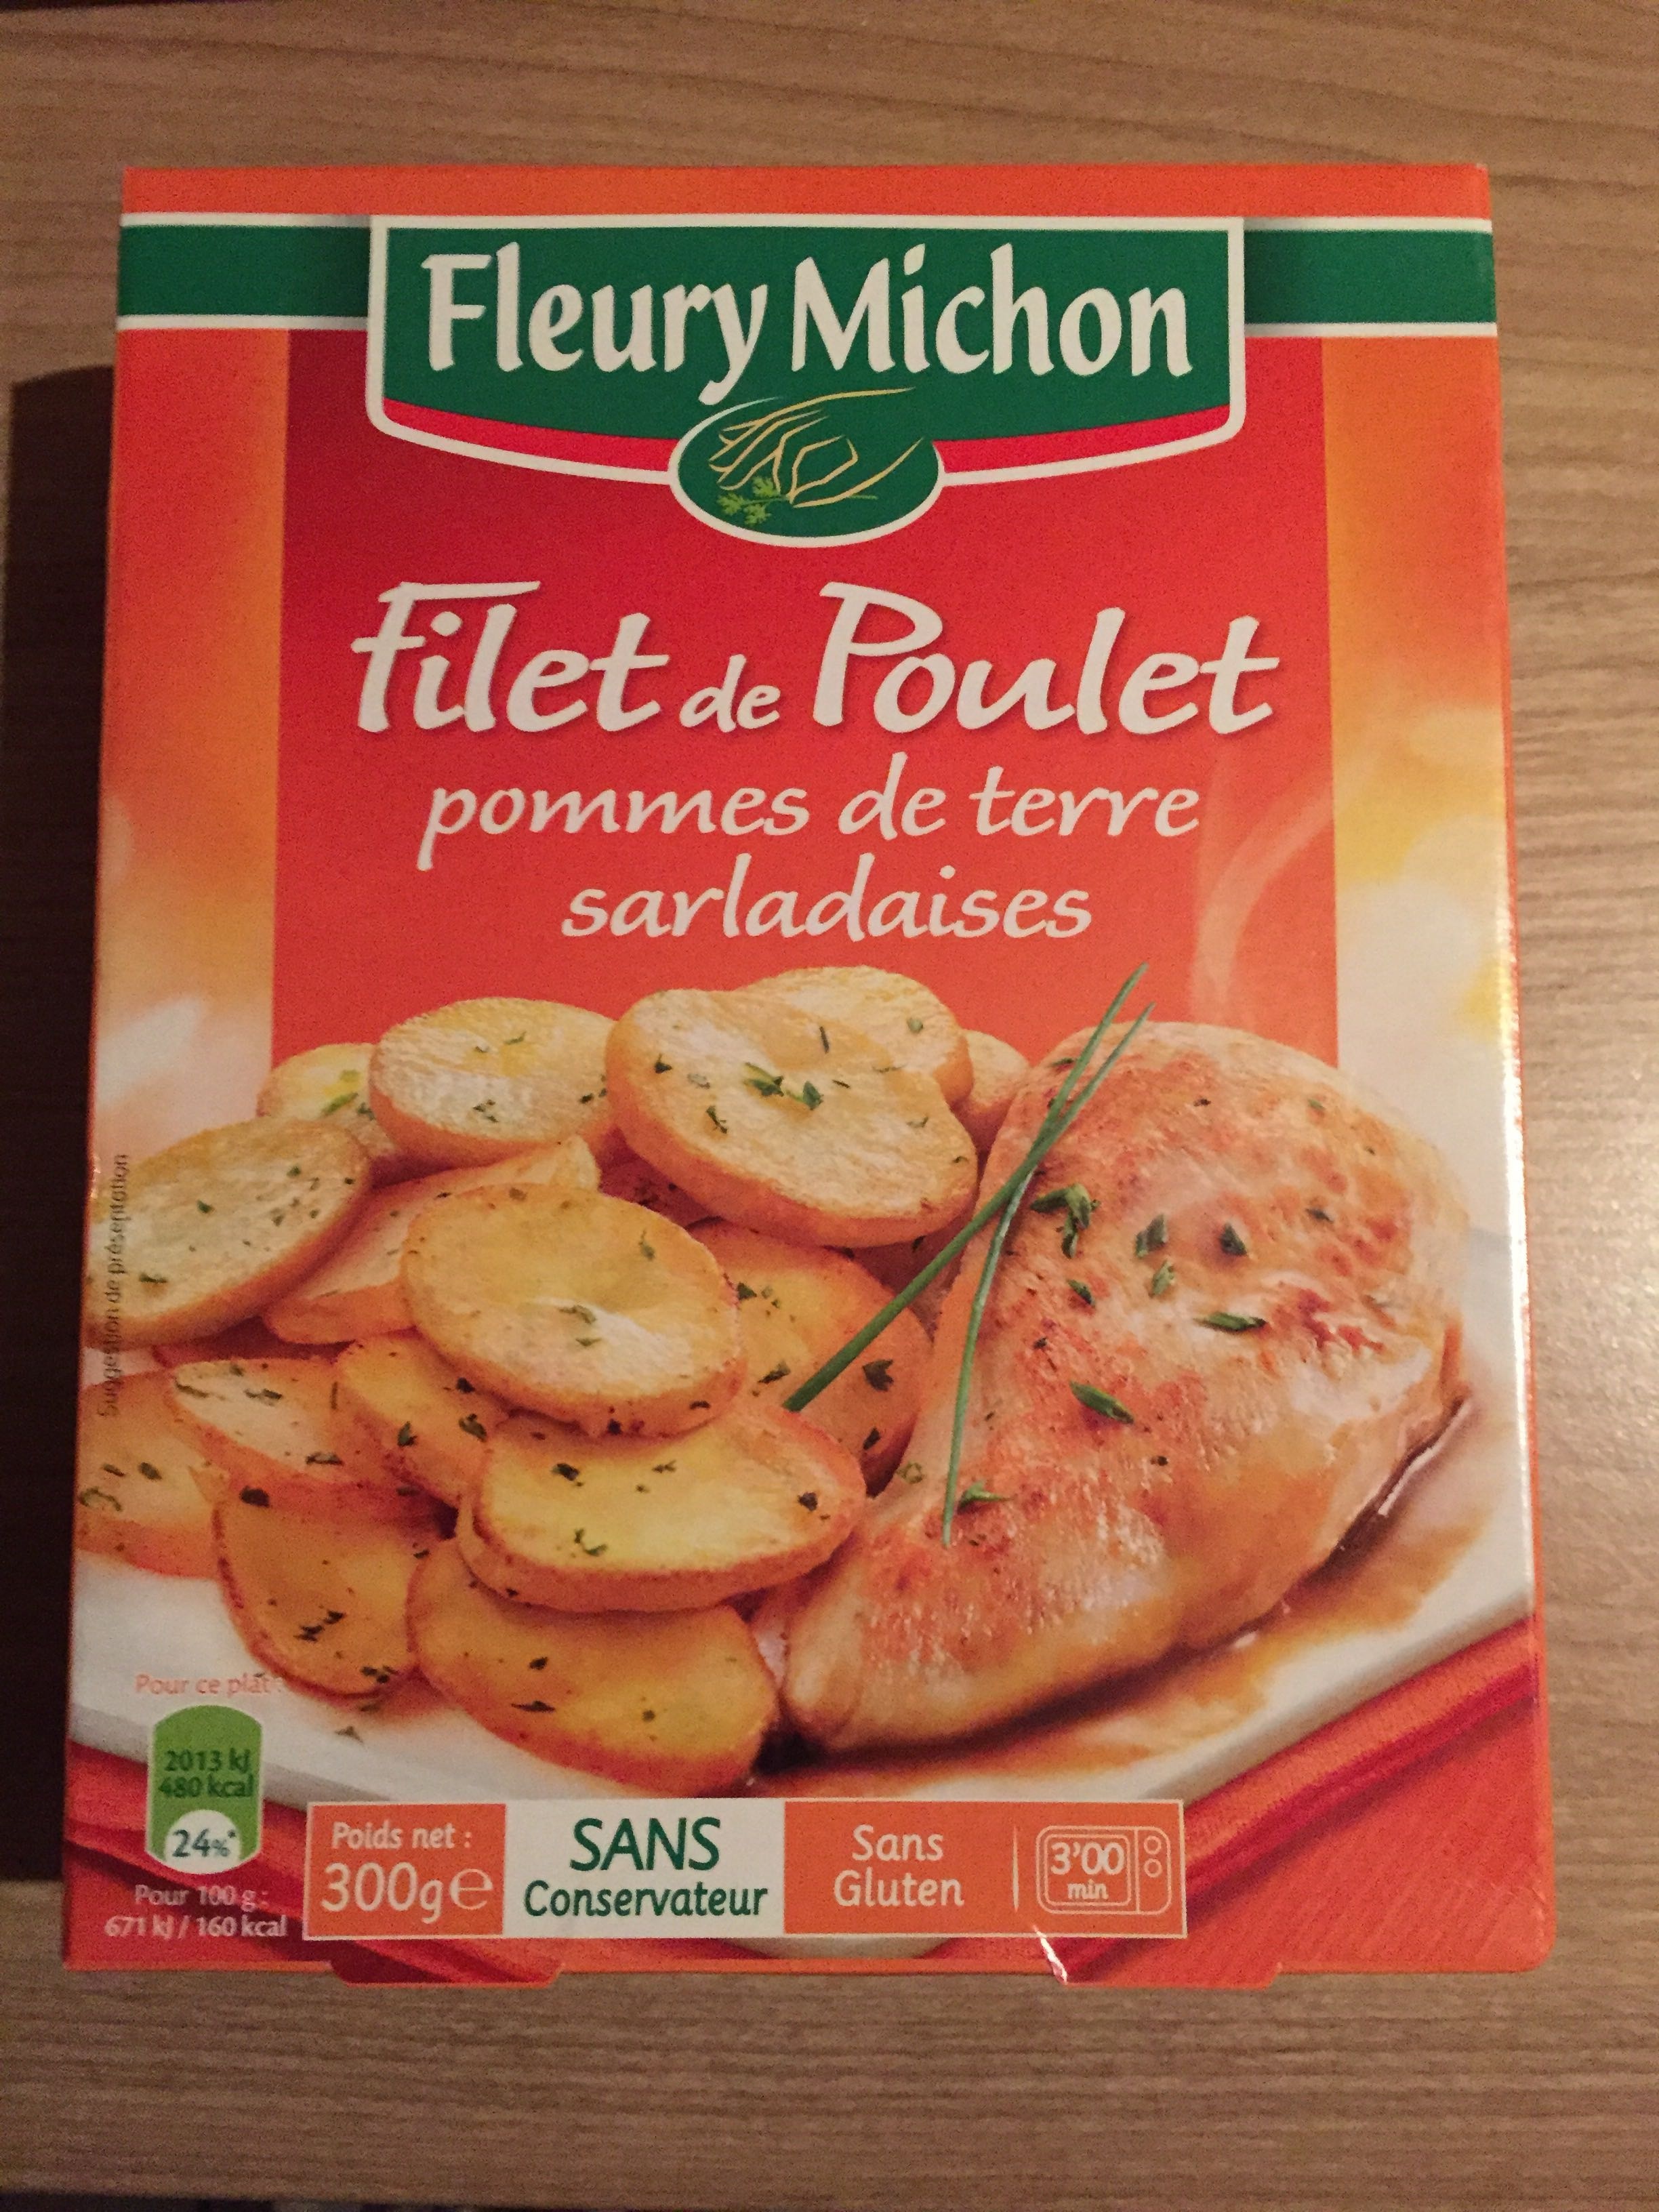 Fleury Michon
Filet de Poulet
pommes de terre
sarladaises
Suggestion de présentation
Pour ce plat :
2013 kJ
480 kcal
24%*
Pour 100 g :
671 kJ / 160 kcal
Poids net :
300g℮
SANS
Conservateur
Sans
Gluten
3'00
min